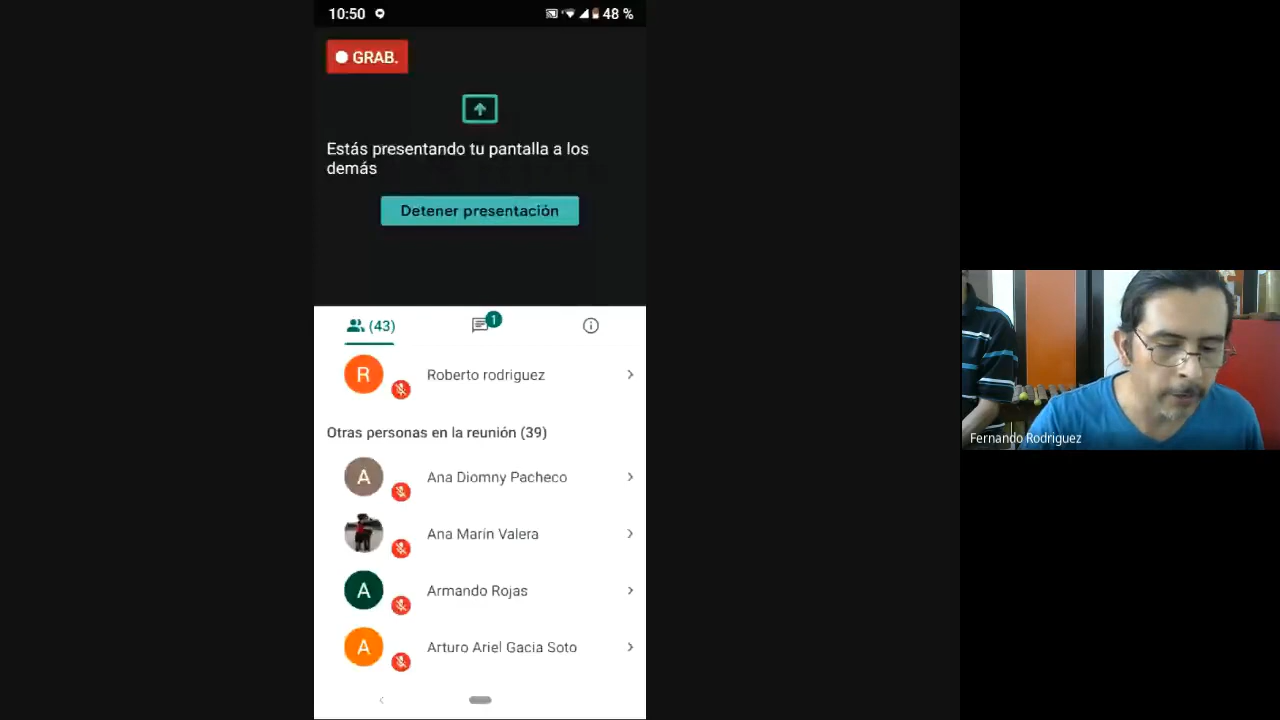 10:50
48 %
GRAB.
Estás presentando tu pantalla a los
demás
Detener presentación
(43)
1
R
Roberto rodriguez
Otras personas en la reunión (39)
A
Ana Diomny Pacheco
Ana Marín Valera
A
Armando Rojas
A
Arturo Ariel Gacia Soto
Fernando Rodriguez